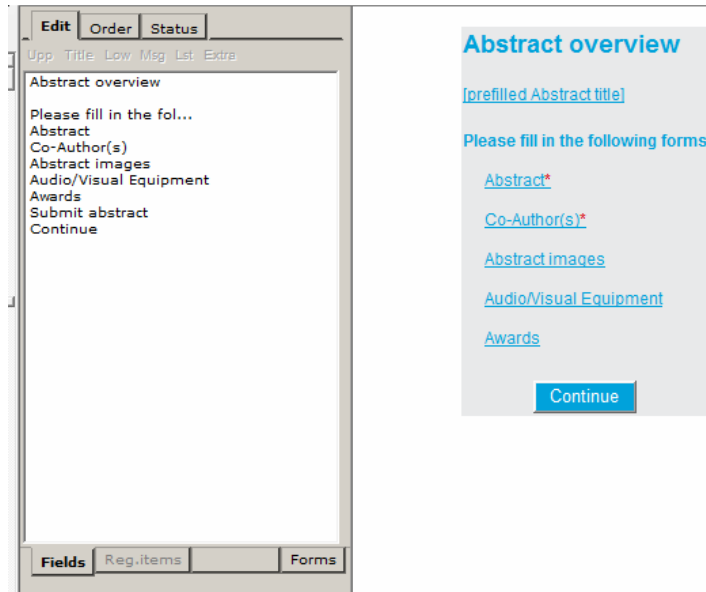 Edit Order Status
Upp Title Low Msg Lst Extra
Abstract overview
Please fill in the fol...
Abstract
Co-Author(s)
Abstract images
Audio/Visual Equipment
Awards
Submit abstract
Continue
Fields Reg.items Forms
Abstract overview
[prefilled Abstract title]
Please fill in the following forms
Abstract*
Co-Author(s)*
Abstract images
Audio/Visual Equipment
Awards
Continue